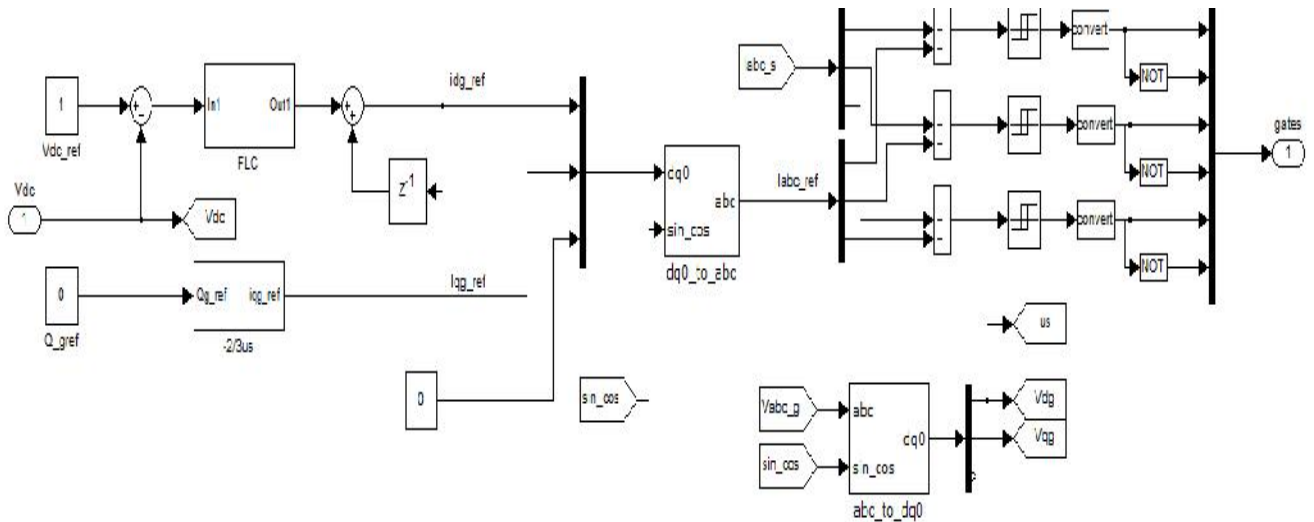 1
Vdc_ref
+
−
In1
Out1
FLC
+
+
idg_ref
z⁻¹
Vdc
1
Vdc
0
Q_gref
Qg_ref
iqg_ref
-2/3us
Iqg_ref
0
sin_cos
dq0
abc
sin_cos
dq0_to_abc
Iabc_ref
abc_s
-
-
convert
NOT
-
-
convert
NOT
-
-
convert
NOT
gates
1
us
Vabc_g
sin_cos
abc
dq0
sin_cos
abc_to_dq0
Vdg
Vqg